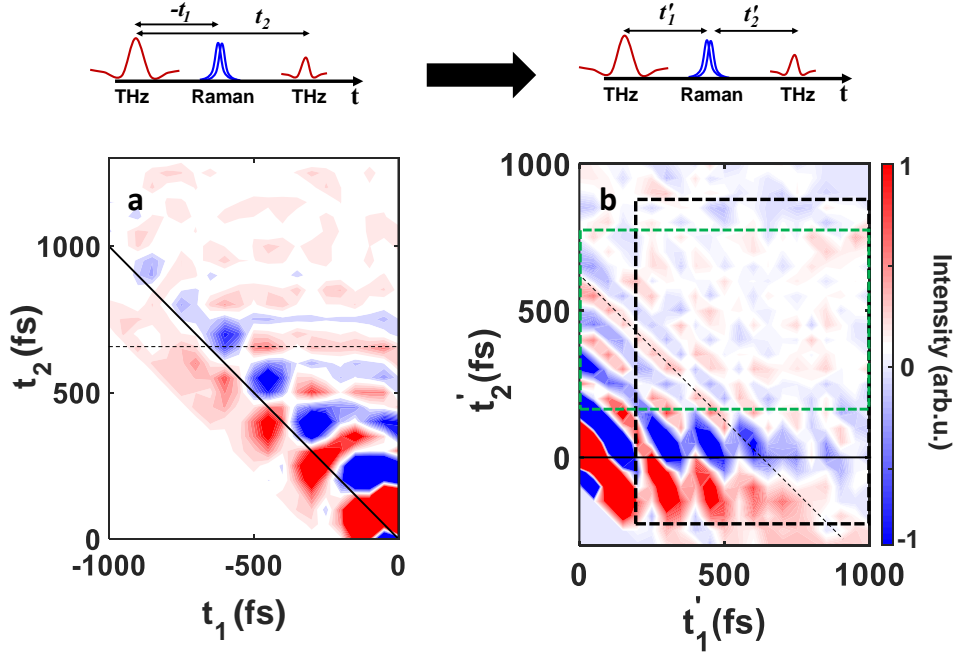 -t₁
t₂
THz
Raman
THz
t
t'₁
t'₂
THz
Raman
THz
t
a
1000
500
0
-1000
-500
0
t₂ (fs)
t₁ (fs)
b
1000
500
0
0
500
1000
t'₂ (fs)
t'₁ (fs)
1
0
-1
Intensity (arb.u.)